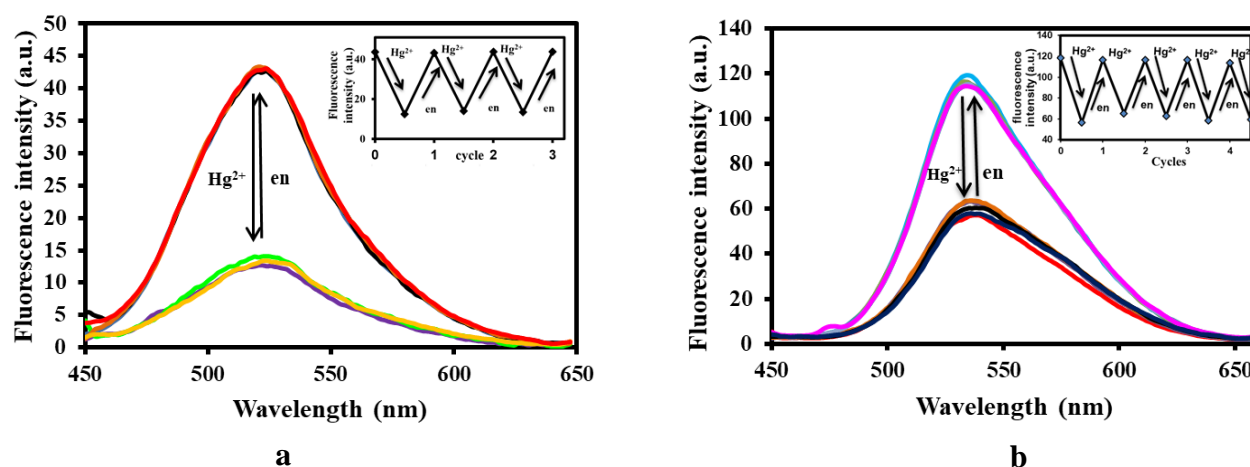 Fluorescence intensity (a.u.)
50
45
40
35
30
25
20
15
10
5
0
450 500 550 600 650
Wavelength (nm)
Hg²⁺ en
Fluorescence
intensity (a.u.)
40
20
0
Hg²⁺ Hg²⁺ Hg²⁺
en en en
0 1 2 3
cycle
a
Fluorescence intensity (a.u.)
140
120
100
80
60
40
20
0
450 500 550 600 650
Wavelength (nm)
Hg²⁺ en
fluorescence
intensity (a.u.)
140
120
100
80
60
40
Hg²⁺ Hg²⁺ Hg²⁺ Hg²⁺ Hg²
en en en en
0 1 2 3 4
Cycles
b